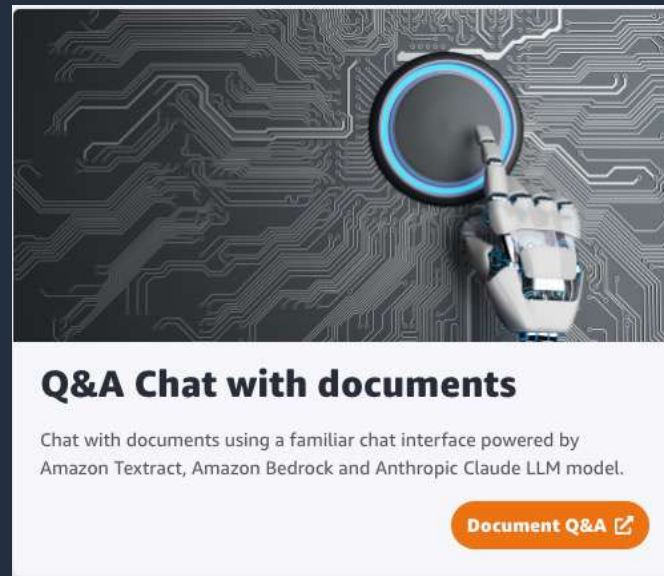 Q&A Chat with documents
Chat with documents using a familiar chat interface powered by
Amazon Textract, Amazon Bedrock and Anthropic Claude LLM model.
Document Q&A